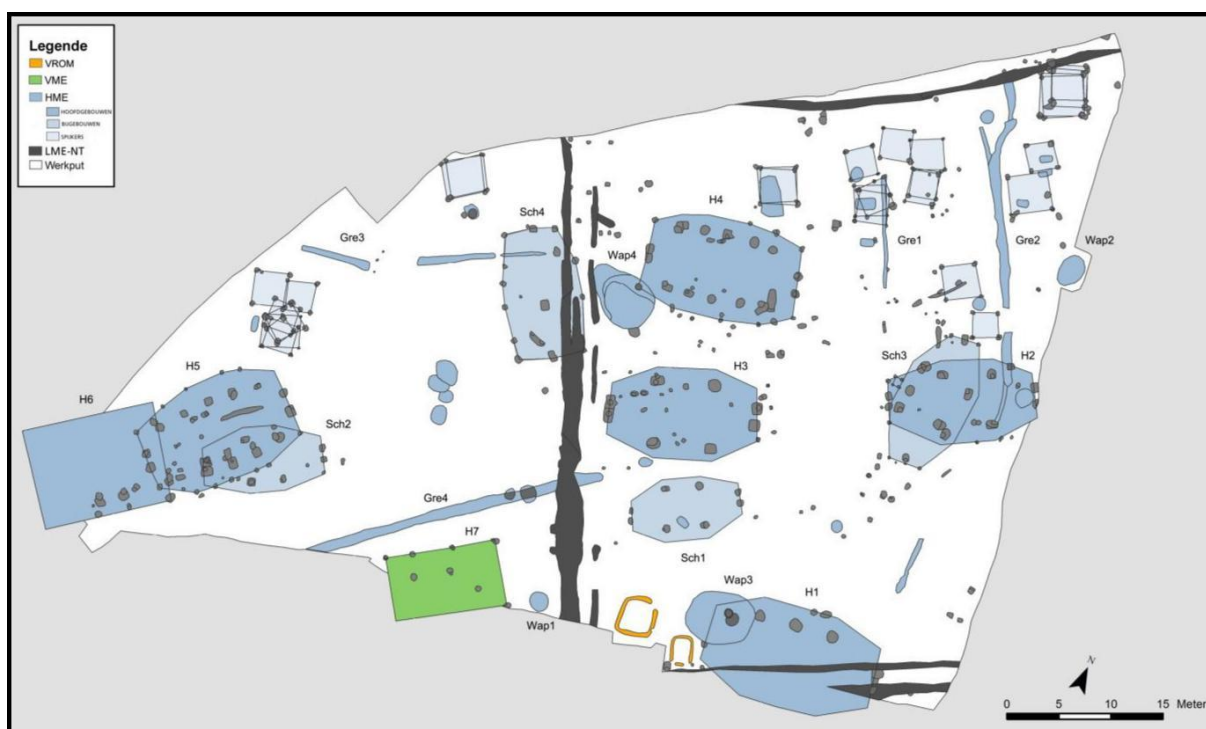 Legende
VROM
VME
HME
HOOFDGEBOUWEN
BIJGEBOUWEN
SPIJKERS
LME-NT
Werkput
H4
Sch4
Gre3
Gre1
Gre2
Wap2
Wap4
H5
H3
Sch3
H2
H6
Sch2
Gre4
H7
Sch1
Wap3
H1
Wap1
N
0 5 10 15 Meter